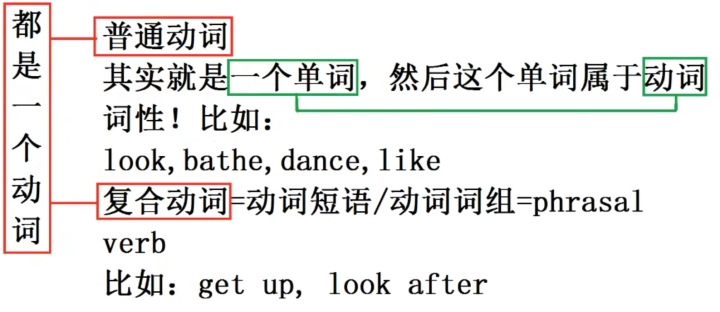 都是一个动词
普通动词
其实就是一个单词，然后这个单词属于动词
词性！比如：
look,bathe,dance,like
复合动词=动词短语/动词词组=phrasal
verb
比如：get up, look after